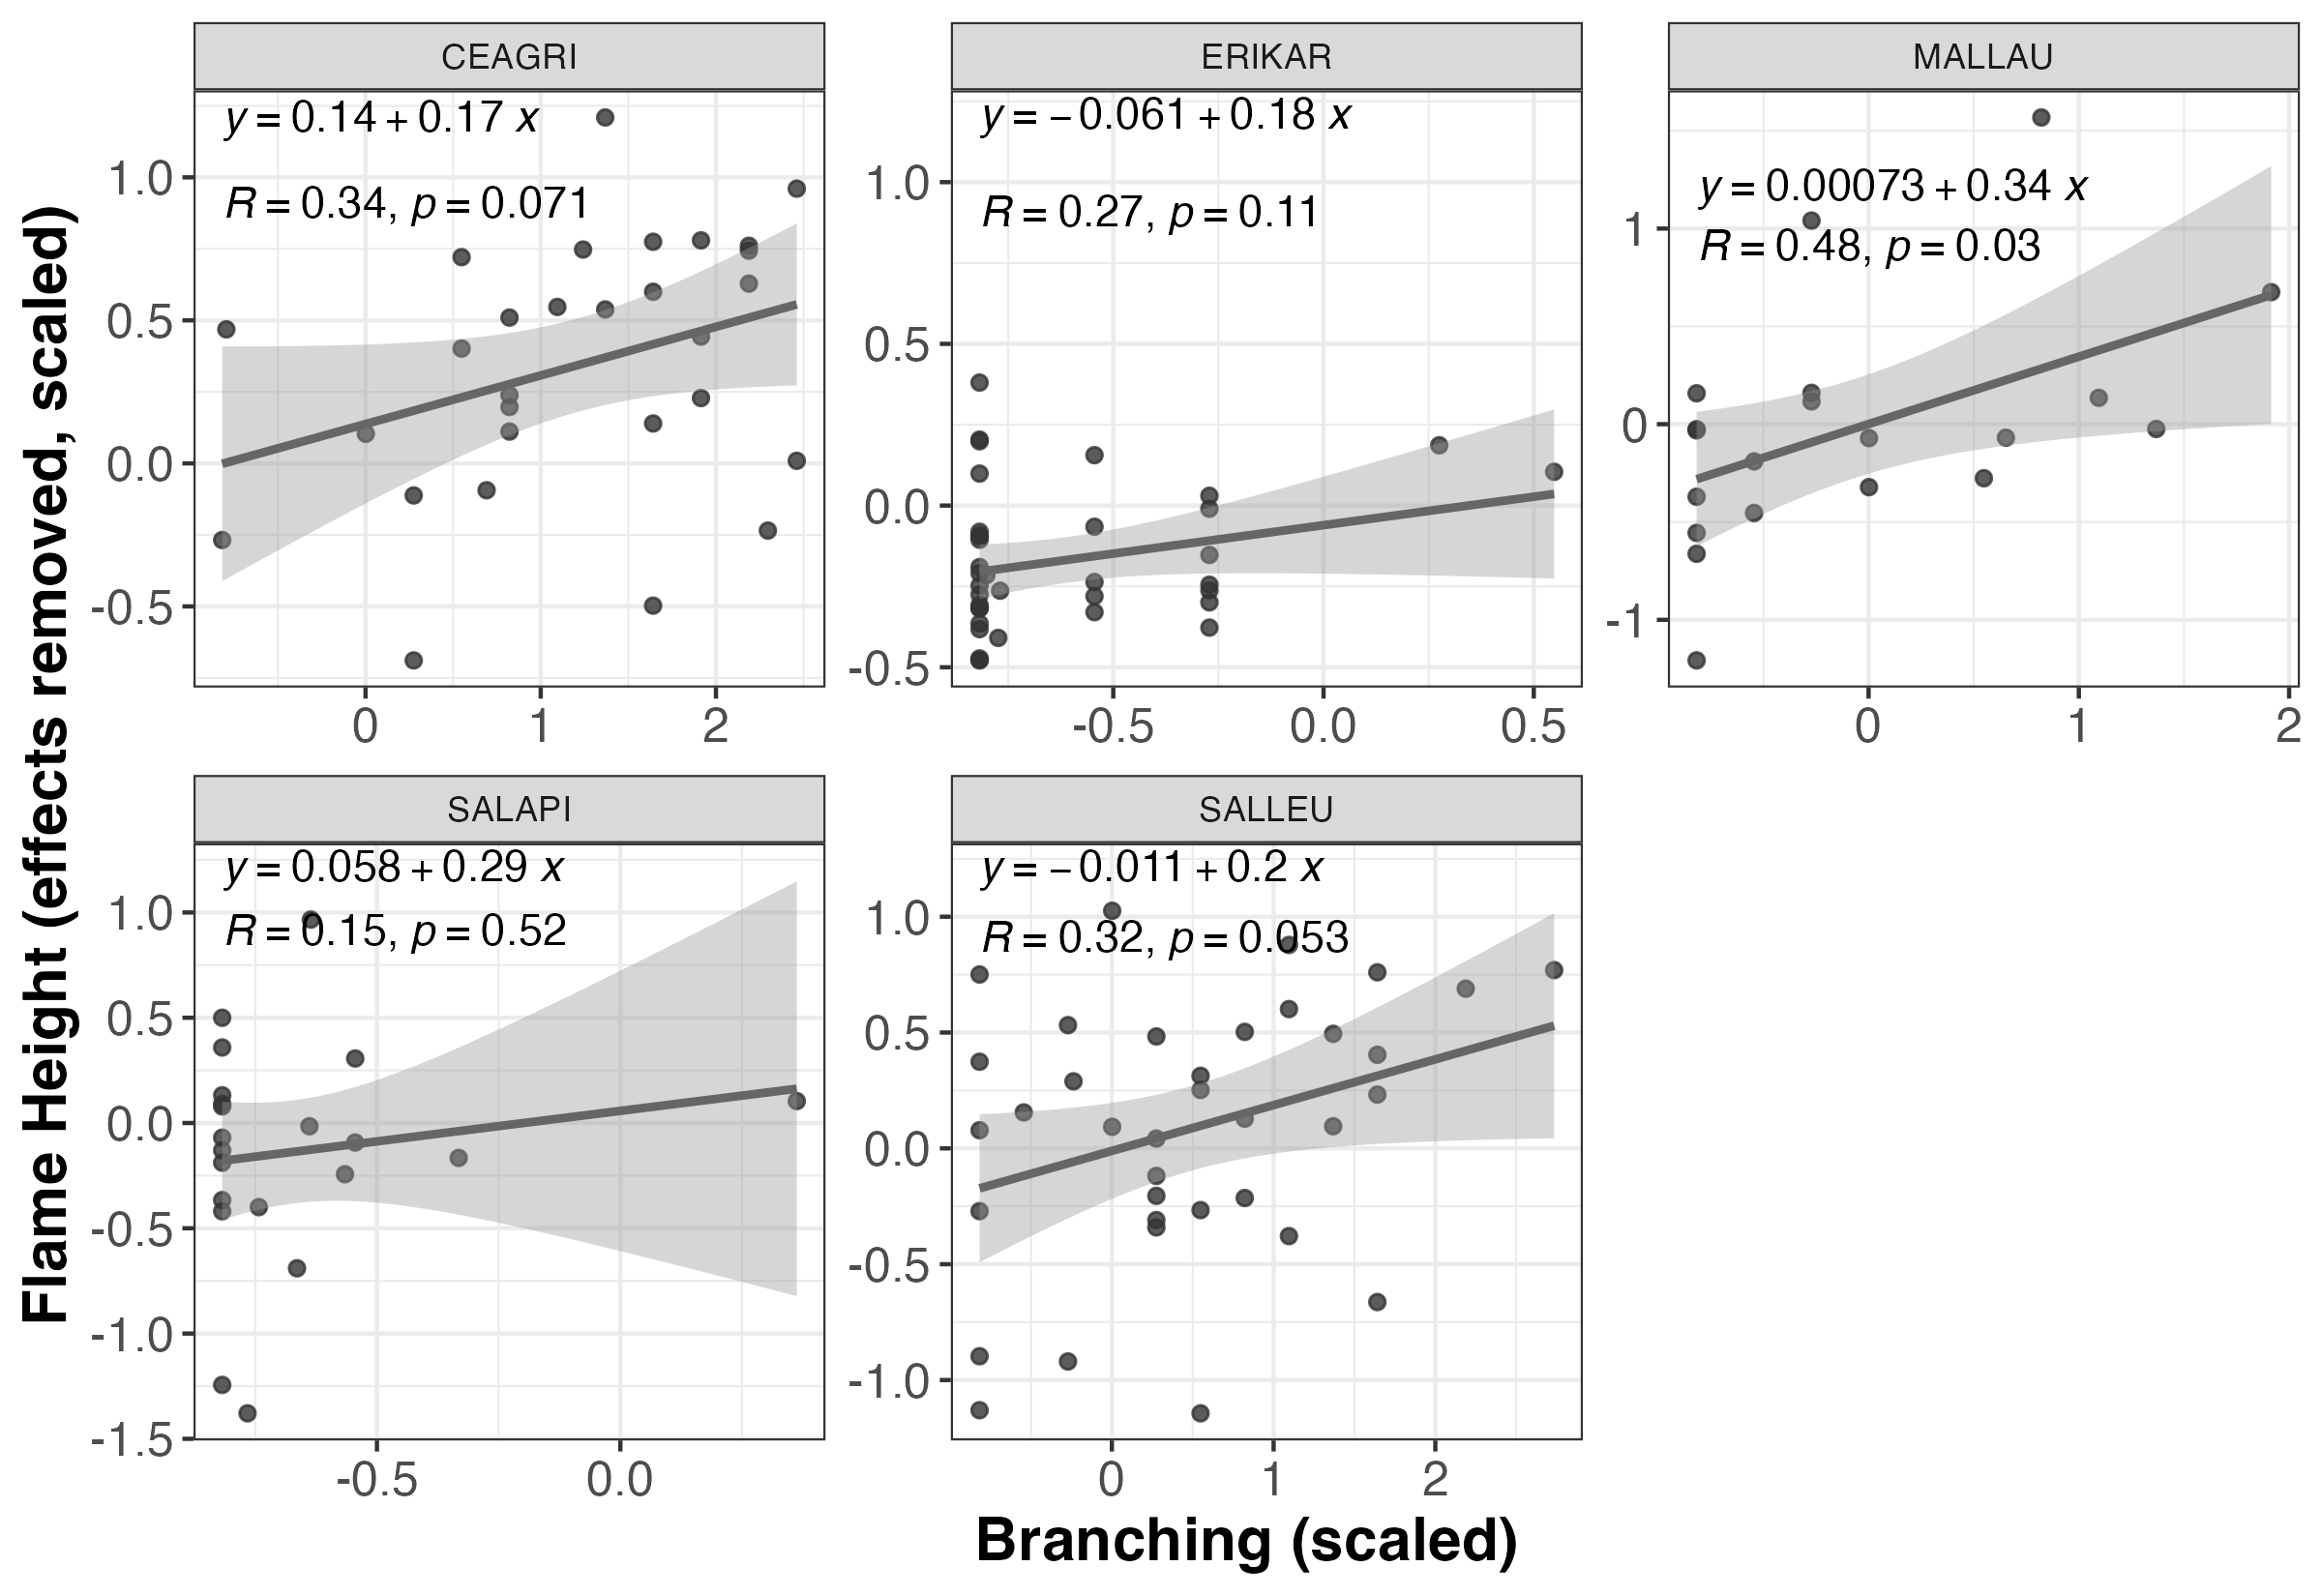 Flame Height (effects removed, scaled)
CEAGRI
y = 0.14 + 0.17 x
R = 0.34, p = 0.071
1.0
0.5
0.0
-0.5
0 1 2
ERIKAR
y = −0.061 + 0.18 x
R = 0.27, p = 0.11
1.0
0.5
0.0
-0.5
-0.5 0.0 0.5
MALLAU
y = 0.00073 + 0.34 x
R = 0.48, p = 0.03
1
0
-1
0 1 2
SALAPI
y = 0.058 + 0.29 x
R = 0.15, p = 0.52
1.0
0.5
0.0
-0.5
-1.0
-1.5
-0.5 0.0
SALLEU
y = −0.011 + 0.2 x
R = 0.32, p = 0.053
1.0
0.5
0.0
-0.5
-1.0
0 1 2
Branching (scaled)